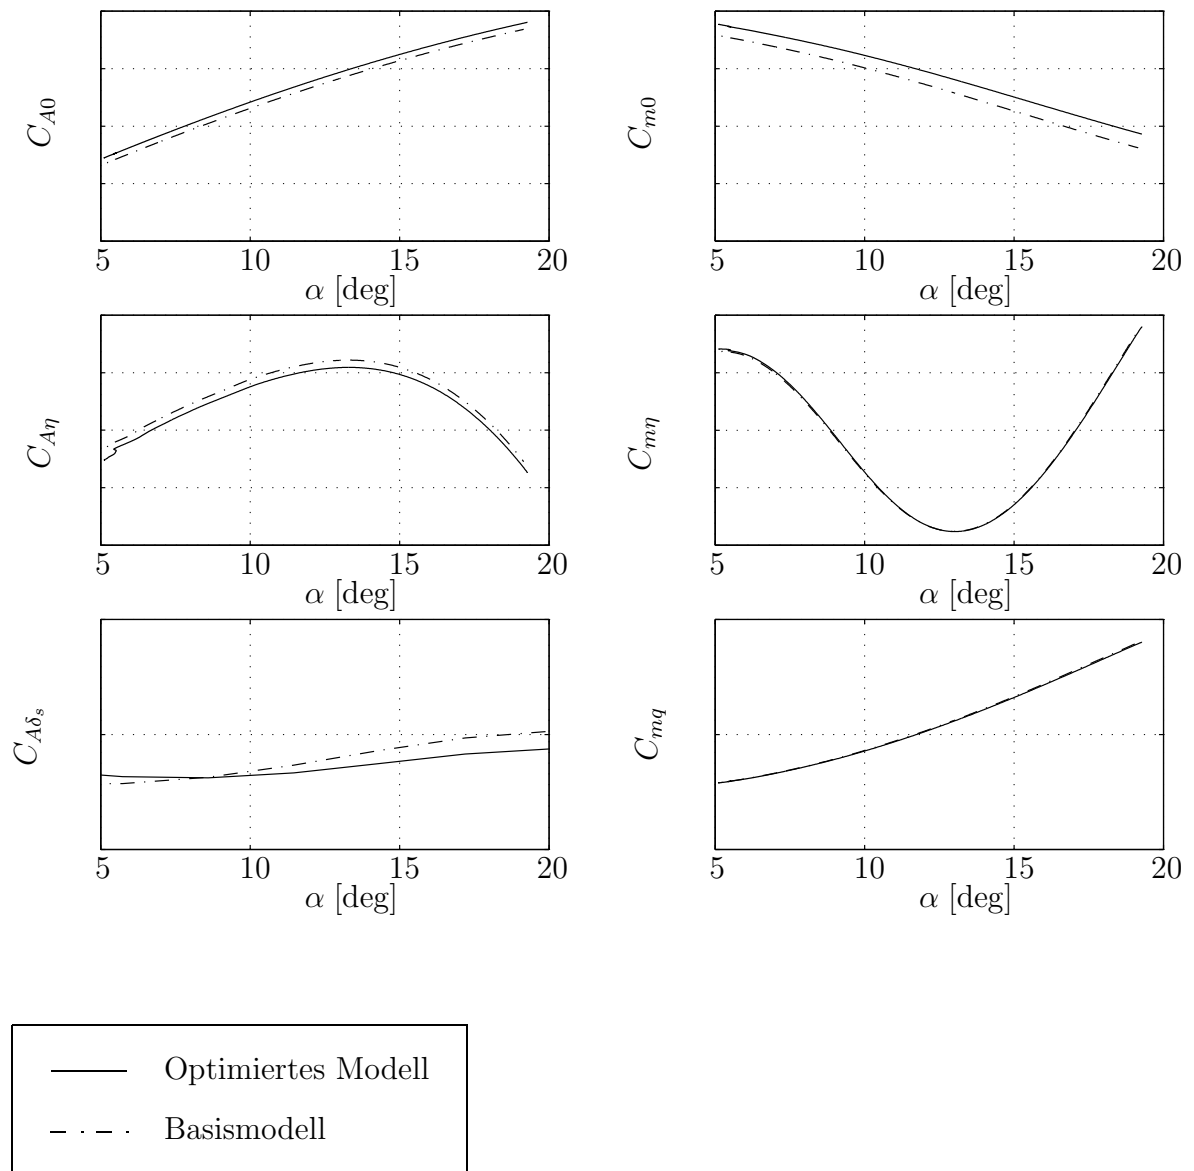 C_{A0}
5 10 15 20
α [deg]
C_{m0}
5 10 15 20
α [deg]
C_{Aη}
5 10 15 20
α [deg]
C_{mη}
5 10 15 20
α [deg]
C_{Aδ_s}
5 10 15 20
α [deg]
C_{mq}
5 10 15 20
α [deg]
Optimiertes Modell
Basismodell